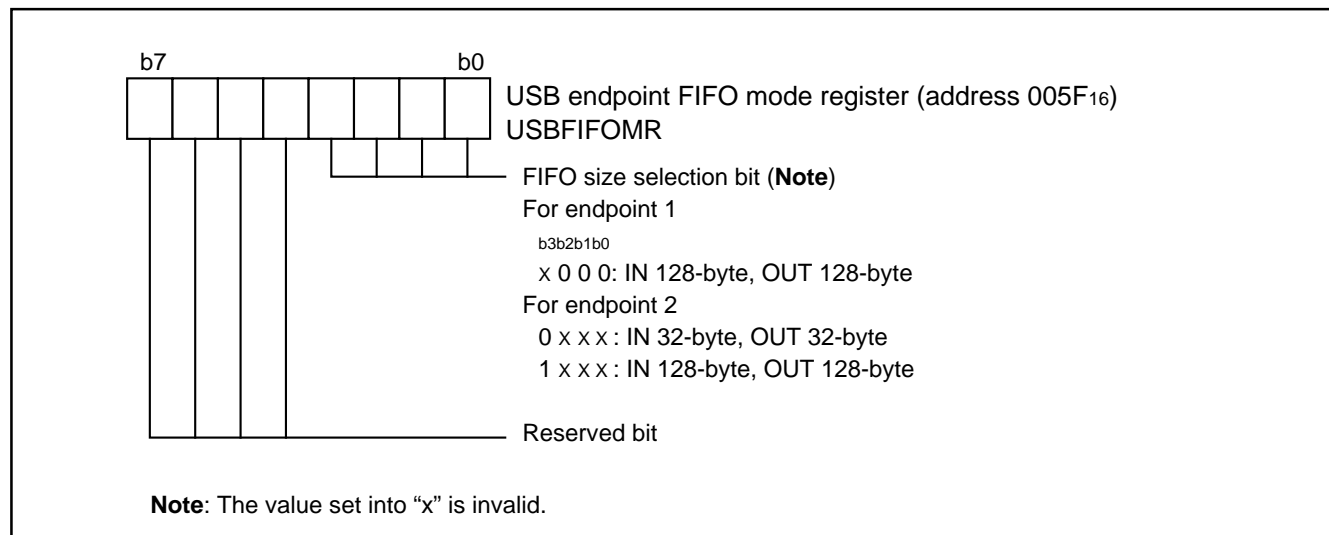 b7 b0
USB endpoint FIFO mode register (address 005F₁₆)
USBFIFOMR
FIFO size selection bit (Note)
For endpoint 1
b3b2b1b0
x 0 0 0: IN 128-byte, OUT 128-byte
For endpoint 2
0 x x x : IN 32-byte, OUT 32-byte
1 x x x : IN 128-byte, OUT 128-byte
Reserved bit
Note: The value set into “x” is invalid.